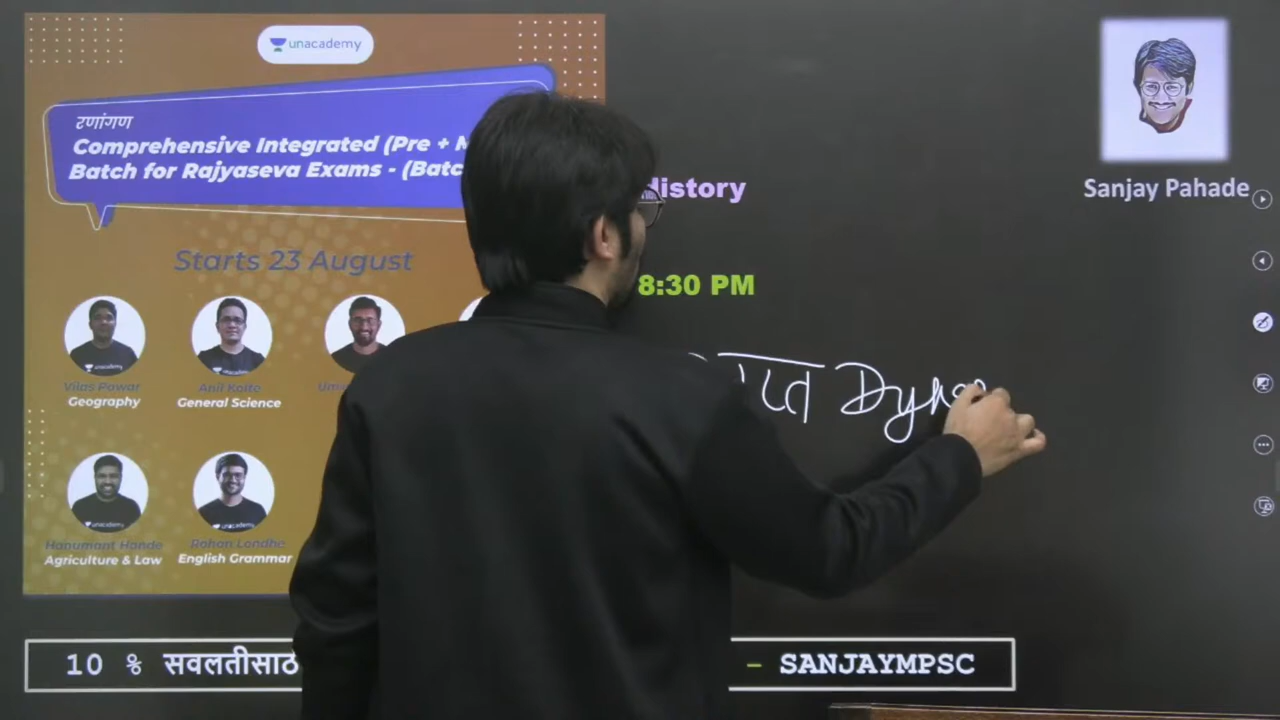 unacademy
रणांगण
Comprehensive Integrated (Pre +
Batch for Rajyaseva Exams -
Starts 23 August
Vilas Powar
Geography
Anil Kolte
General Science
Hanumant Hande
Agriculture & Law
Rohan Londhe
English Grammar
History
8:30 PM
Sanjay Pahade
10 % सवलतीसाठ
– SANJAYMPSC